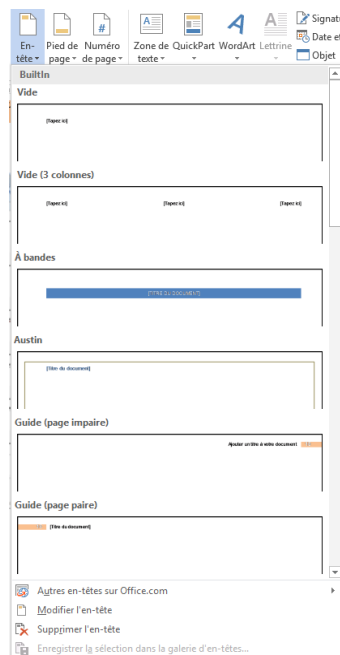 Signatu
Date et
Objet
En-tête
Pied de page
Numéro de page
Zone de texte
QuickPart
WordArt
Lettrine
BuiltIn
Vide
[Tapez ici]
Vide (3 colonnes)
[Tapez ici] [Tapez ici] [Tapez ici]
À bandes
[TITRE DU DOCUMENT]
Austin
[Titre du document]
Guide (page impaire)
Ajouter un titre à votre document
Guide (page paire)
[Titre du document]
Autres en-têtes sur Office.com
Modifier l'en-tête
Supprimer l'en-tête
Enregistrer la sélection dans la galerie d'en-têtes...